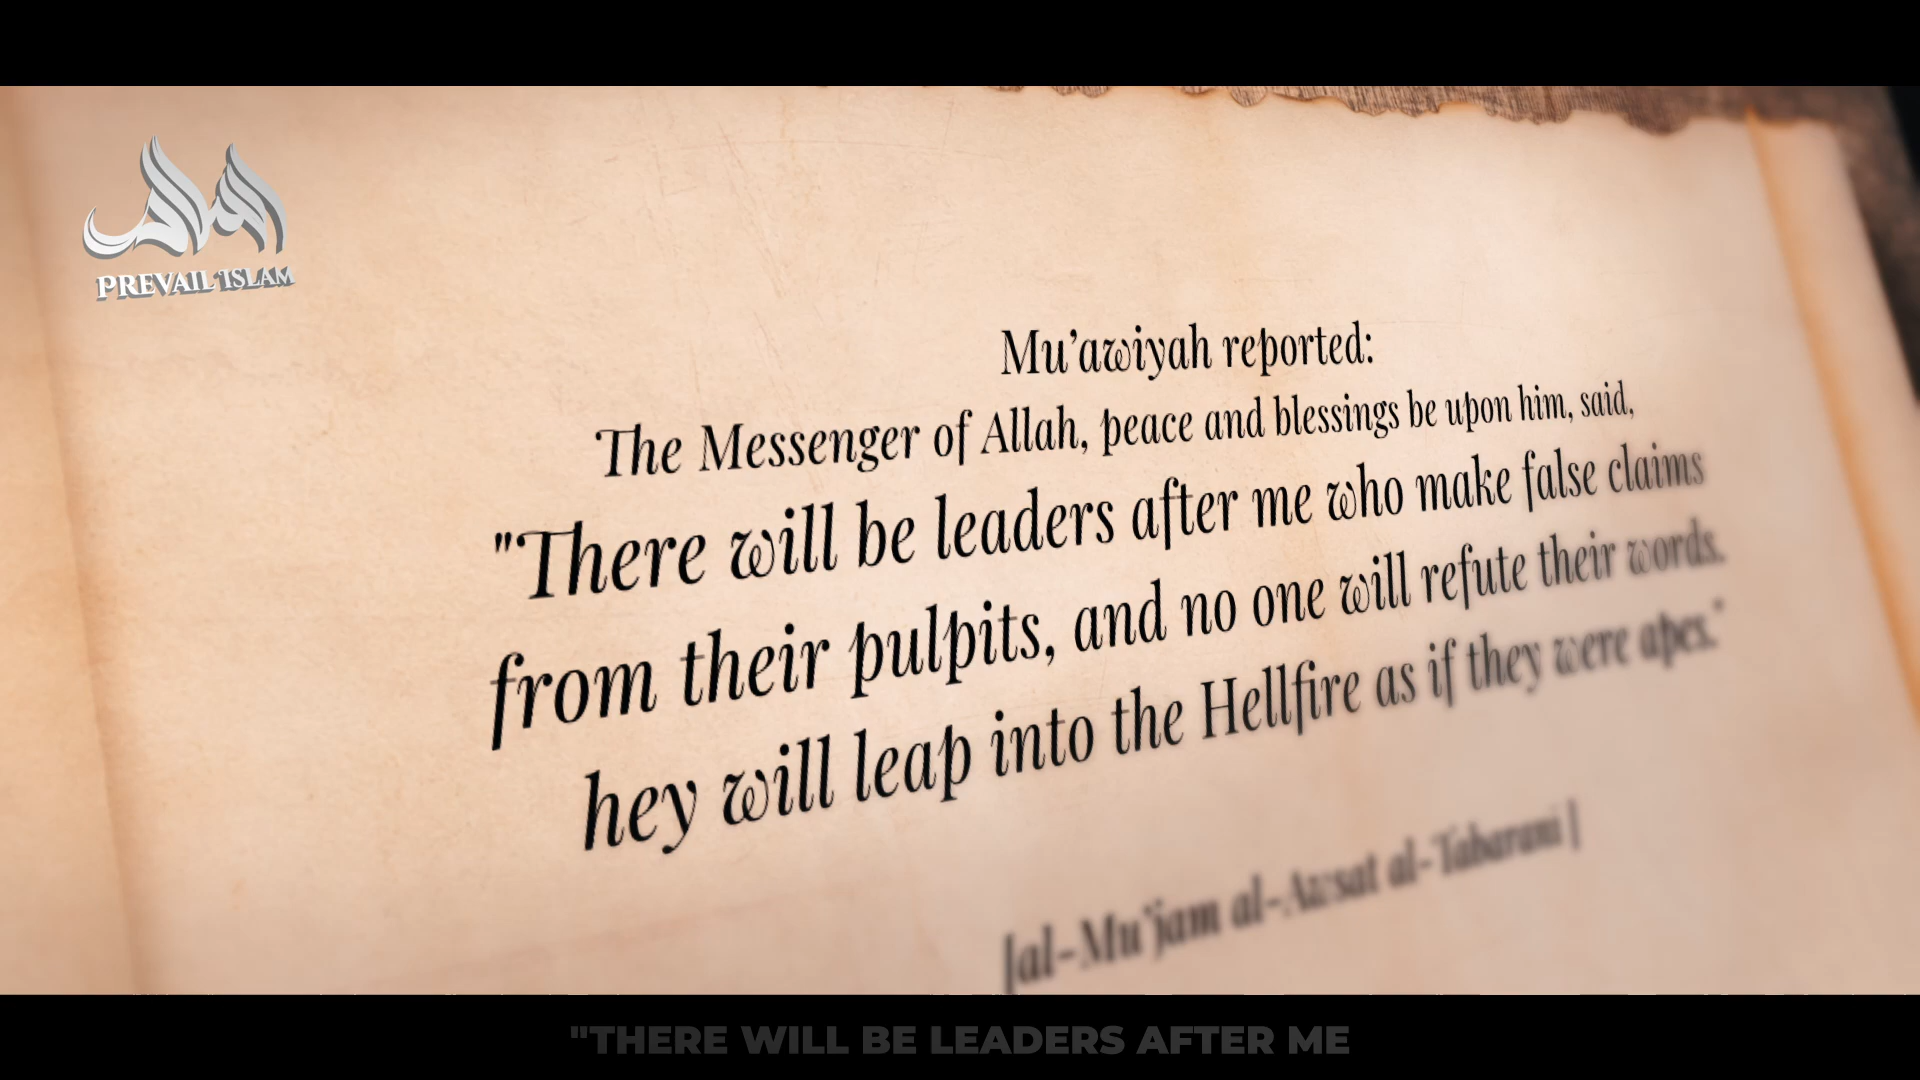 PREVAIL ISLAM
Mu'awiyah reported:
The Messenger of Allah, peace and blessings be upon him, said,
"There will be leaders after me who make false claims
from their pulpits, and no one will refute their words.
hey will leap into the Hellfire as if they were apes."
[al-Mu'jam al-Awsat al-Tabarani]
"THERE WILL BE LEADERS AFTER ME